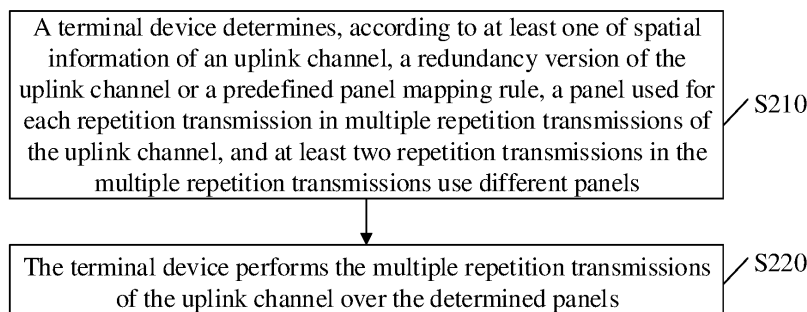 A terminal device determines, according to at least one of spatial
information of an uplink channel, a redundancy version of the
uplink channel or a predefined panel mapping rule, a panel used for
each repetition transmission in multiple repetition transmissions of
the uplink channel, and at least two repetition transmissions in the
multiple repetition transmissions use different panels
S210
The terminal device performs the multiple repetition transmissions
of the uplink channel over the determined panels
S220